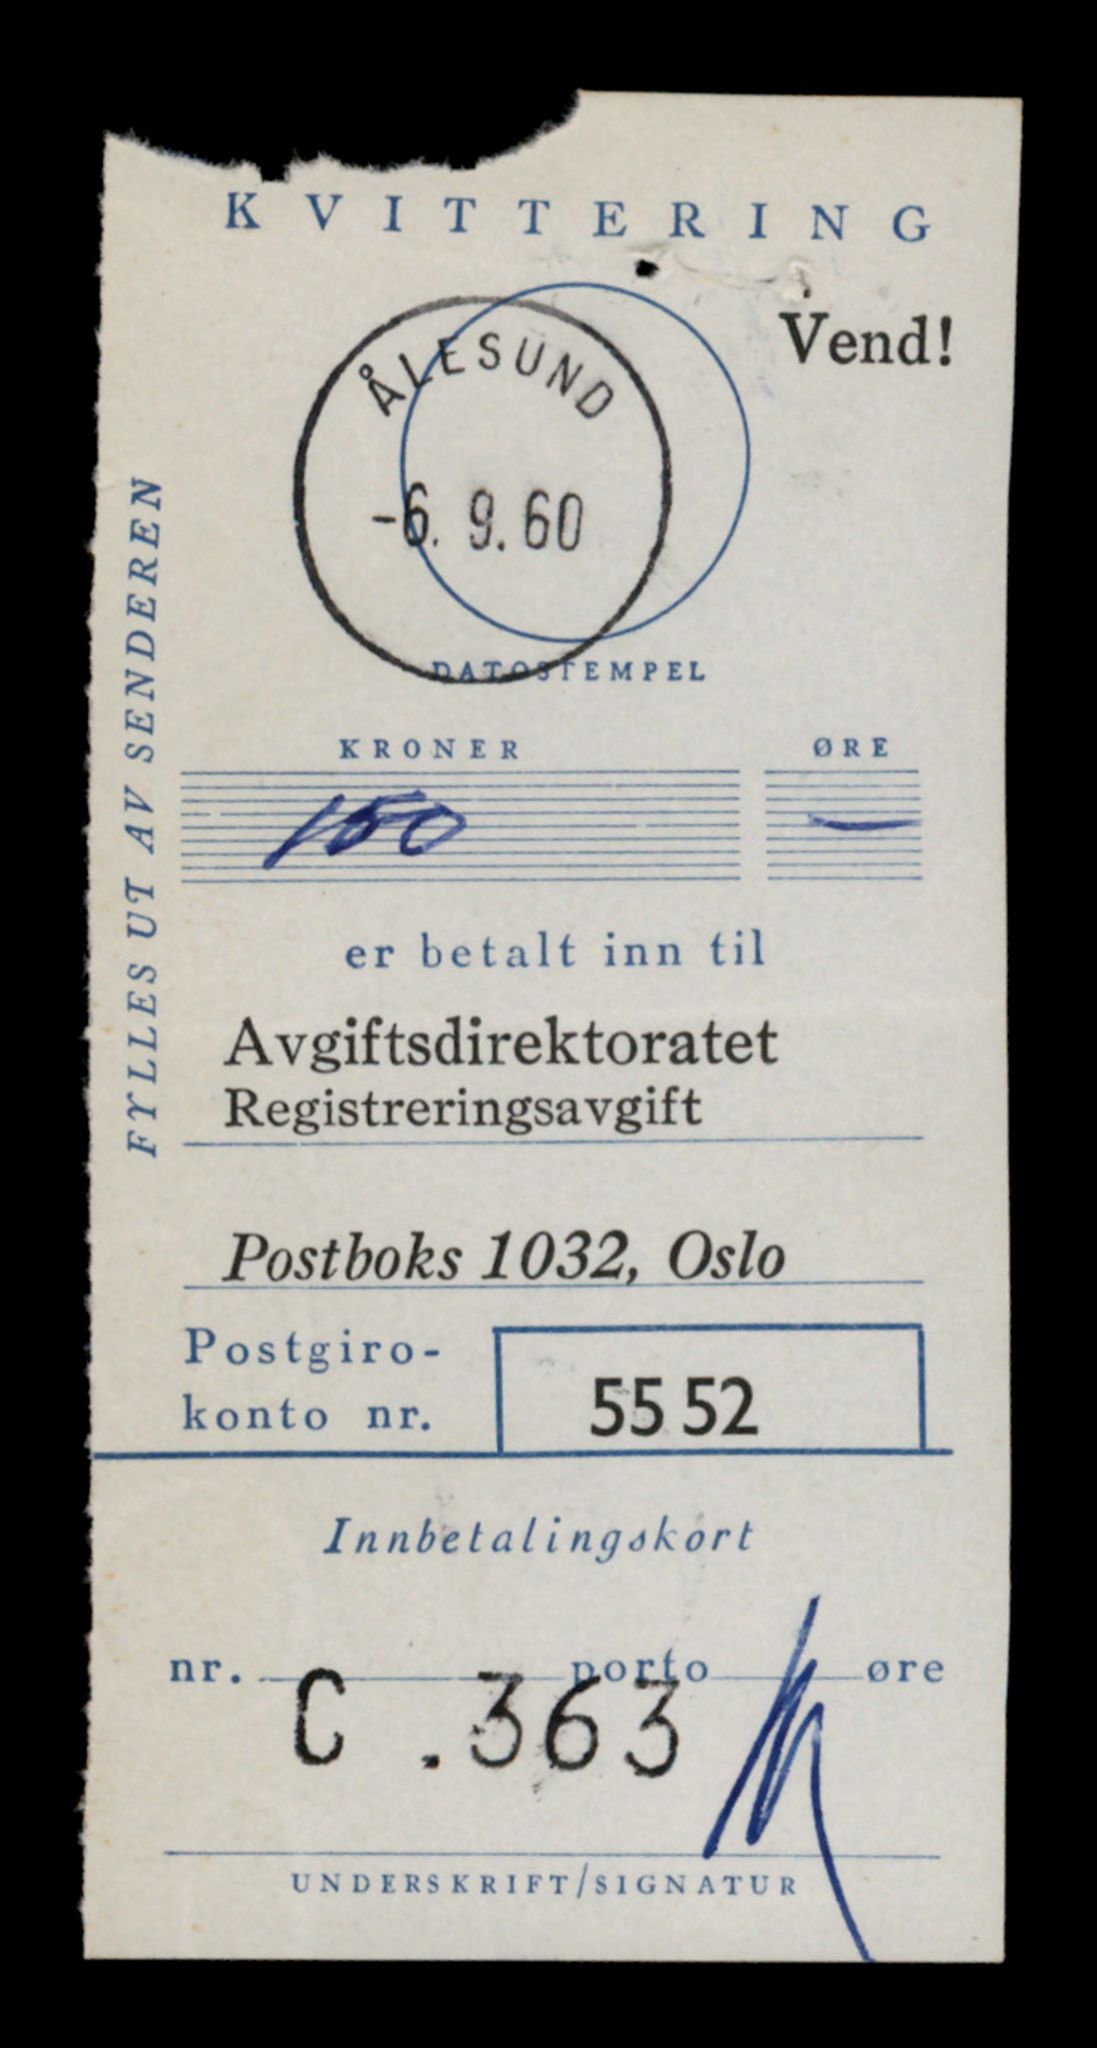 KVITTERING
Vend!
ÅLESUND
-6. 9. 60
DATOSTEMPEL
FYLLES UT AV SENDEREN
KRONER ØRE
150 —
er betalt inn til
Avgiftsdirektoratet
Registreringsavgift
Postboks 1032, Oslo
Postgiro-
konto nr. 55 52
Innbetalingskort
nr. porto øre
C .363
UNDERSKRIFT/SIGNATUR